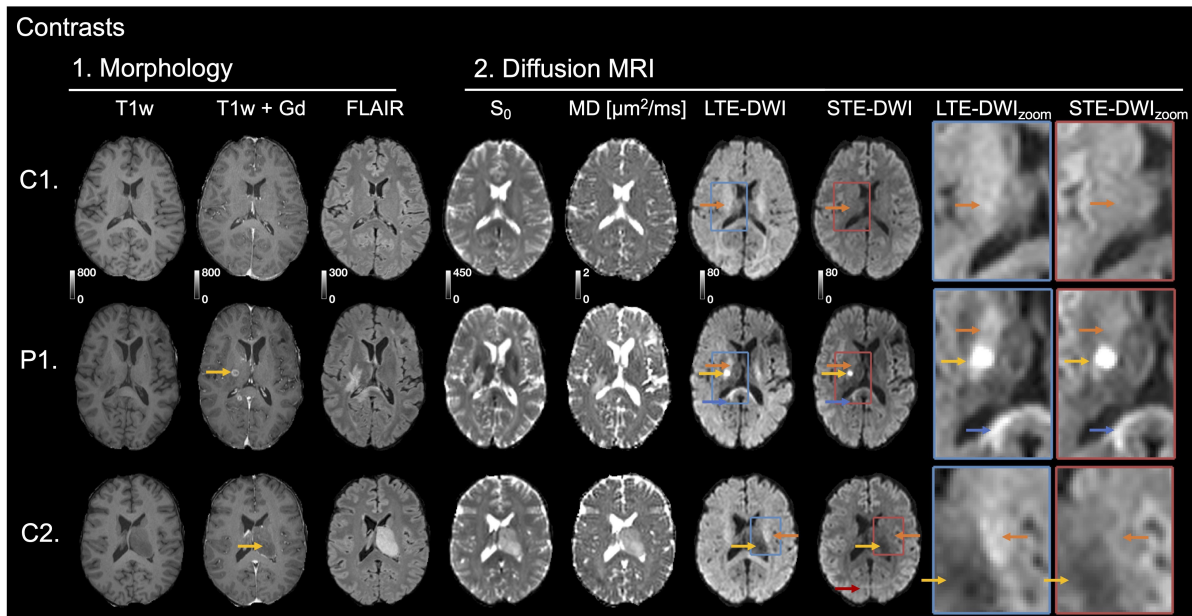 Contrasts
1. Morphology
2. Diffusion MRI
T1w T1w + Gd FLAIR S₀ MD [μm²/ms] LTE-DWI STE-DWI LTE-DWIzoom STE-DWIzoom
C1.
800 800 300 450 2 80 80
0 0 0 0 0 0 0
P1.
C2.